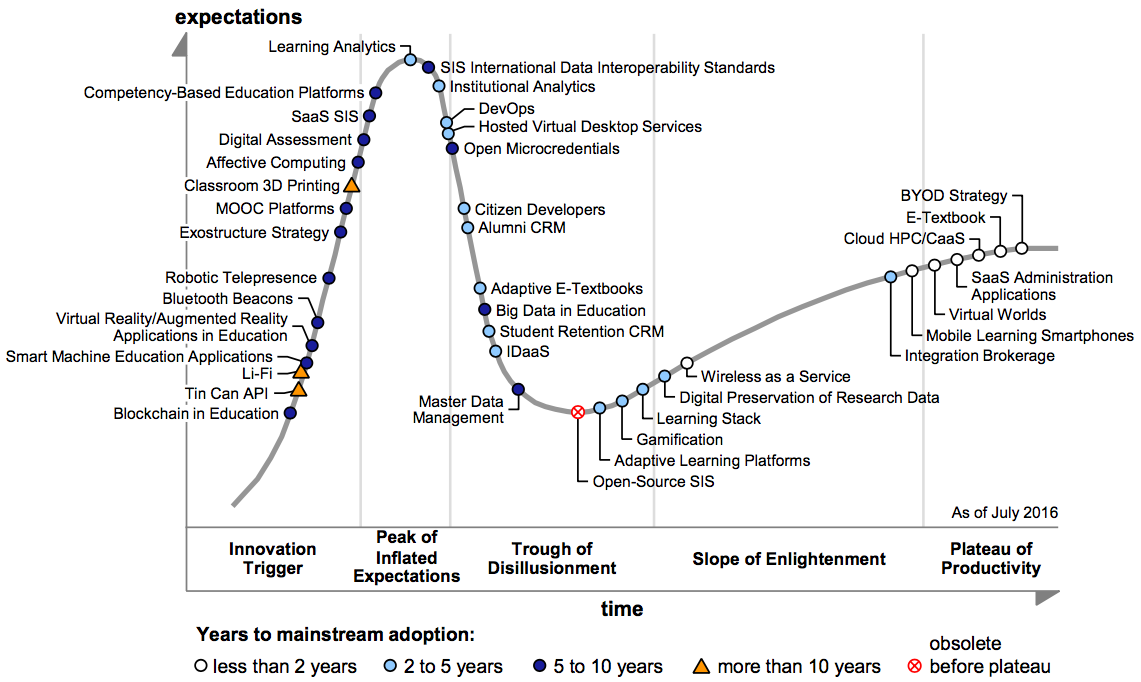 expectations
Learning Analytics
SIS International Data Interoperability Standards
Institutional Analytics
Competency-Based Education Platforms
DevOps
SaaS SIS
Hosted Virtual Desktop Services
Digital Assessment
Open Microcredentials
Affective Computing
Classroom 3D Printing
MOOC Platforms
Citizen Developers
Exostructure Strategy
Alumni CRM
Robotic Telepresence
Adaptive E-Textbooks
Bluetooth Beacons
Big Data in Education
Virtual Reality/Augmented Reality
Applications in Education
Student Retention CRM
Smart Machine Education Applications
IDaaS
Li-Fi
Tin Can API
Blockchain in Education
Master Data
Management
BYOD Strategy
E-Textbook
Cloud HPC/CaaS
SaaS Administration
Applications
Virtual Worlds
Mobile Learning Smartphones
Integration Brokerage
Wireless as a Service
Digital Preservation of Research Data
Learning Stack
Gamification
Adaptive Learning Platforms
Open-Source SIS
As of July 2016
Innovation
Trigger
Peak of
Inflated
Expectations
Trough of
Disillusionment
Slope of Enlightenment
Plateau of
Productivity
time
Years to mainstream adoption:
less than 2 years
2 to 5 years
5 to 10 years
more than 10 years
obsolete
before plateau